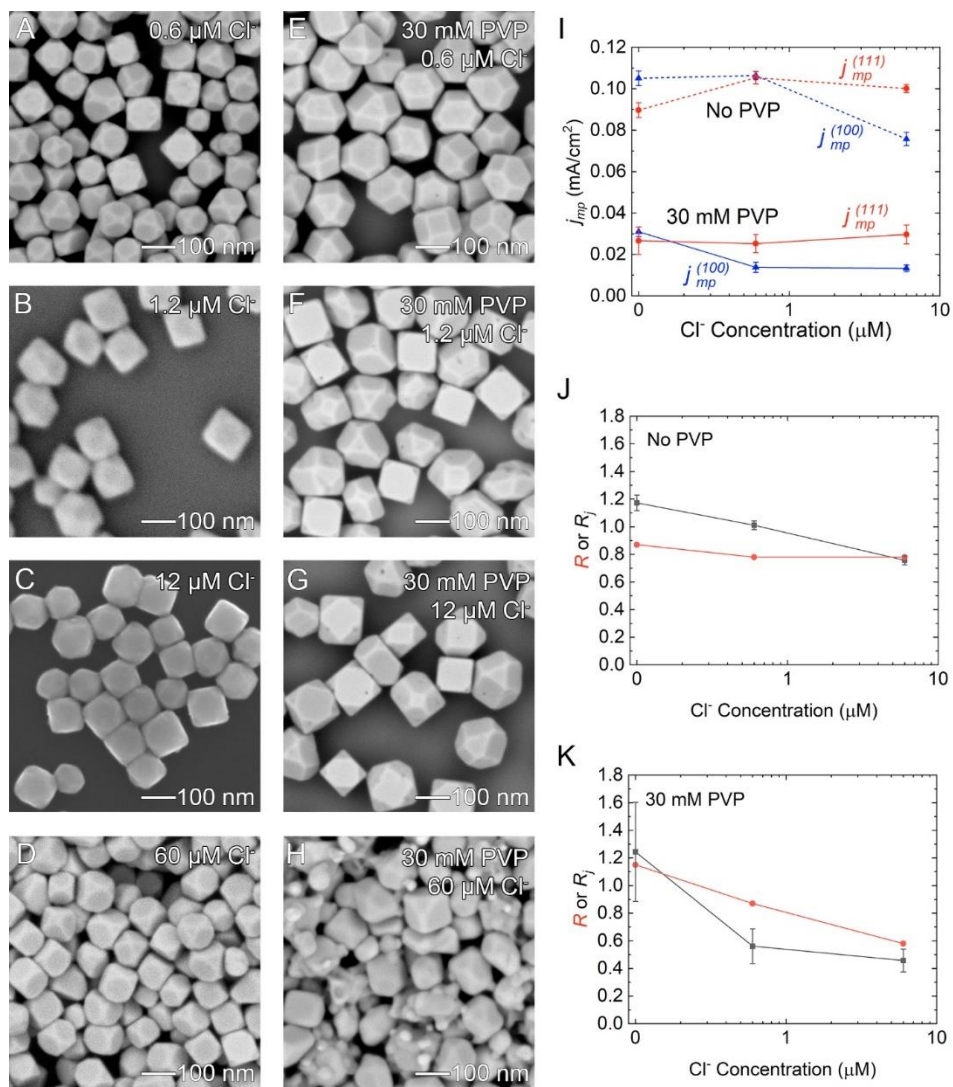 A
0.6 µM Cl⁻
100 nm
B
1.2 µM Cl⁻
100 nm
C
12 µM Cl⁻
100 nm
D
60 µM Cl⁻
100 nm
E
30 mM PVP
0.6 µM Cl⁻
100 nm
F
30 mM PVP
1.2 µM Cl⁻
100 nm
G
30 mM PVP
12 µM Cl⁻
100 nm
H
30 mM PVP
60 µM Cl⁻
100 nm
I
0.12
0.10
0.08
0.06
0.04
0.02
0.00
j_mp (mA/cm²)
j_mp^(111)
No PVP
j_mp^(100)
30 mM PVP
j_mp^(111)
j_mp^(100)
0 1 10
Cl⁻ Concentration (µM)
J
No PVP
1.8
1.6
1.4
1.2
1.0
0.8
0.6
0.4
0.2
0.0
R or R_j
0 1 10
Cl⁻ Concentration (µM)
K
30 mM PVP
1.8
1.6
1.4
1.2
1.0
0.8
0.6
0.4
0.2
0.0
R or R_j
0 1 10
Cl⁻ Concentration (µM)